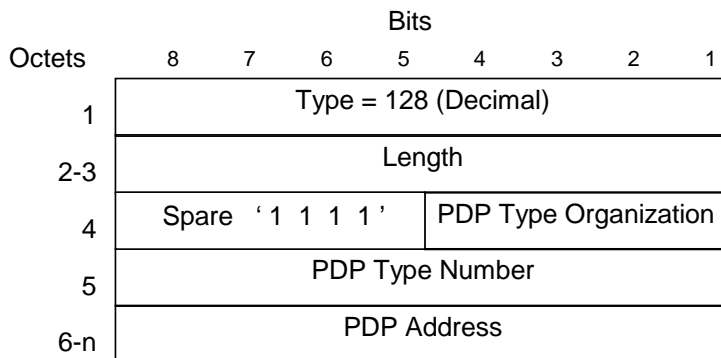 Bits
Octets 8 7 6 5 4 3 2 1
1 Type = 128 (Decimal)
2-3 Length
4 Spare ‘ 1 1 1 1 ’ PDP Type Organization
5 PDP Type Number
6-n PDP Address